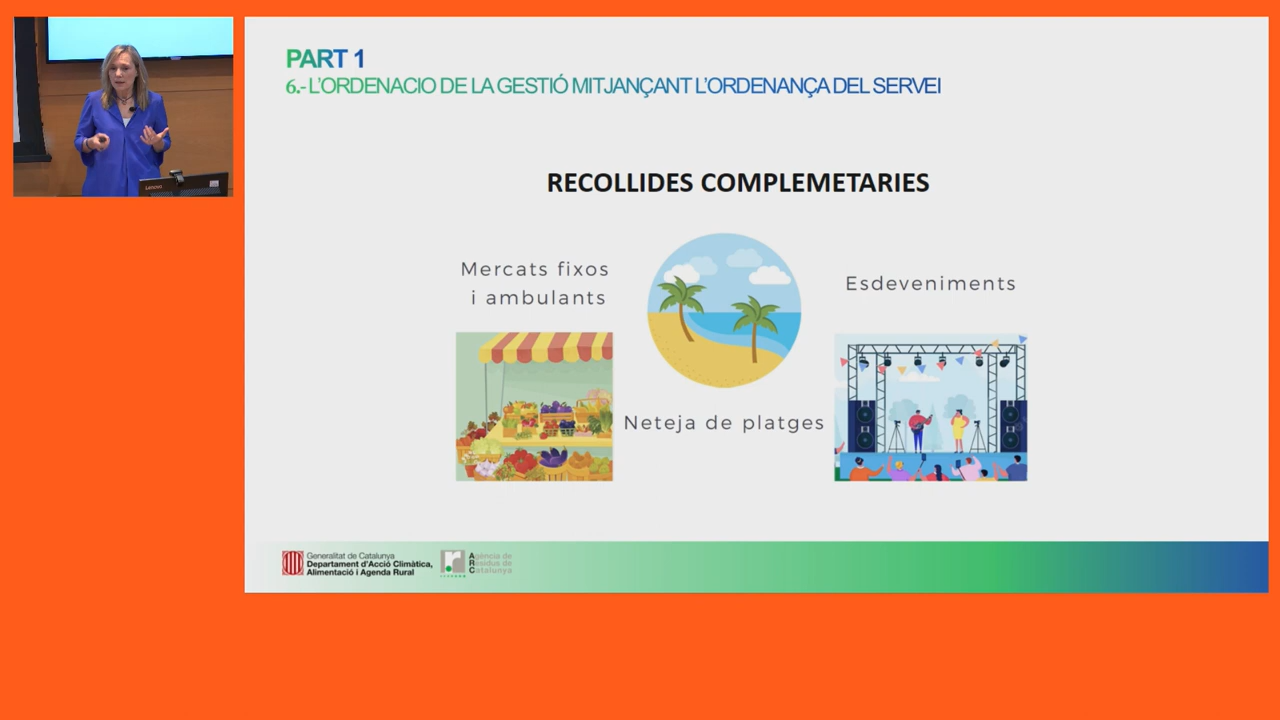 PART 1
6.- L'ORDENACIO DE LA GESTIÓ MITJANÇANT L'ORDENANÇA DEL SERVEI
RECOLLIDES COMPLEMETARIES
Mercats fixos
i ambulants
Esdeveniments
Neteja de platges
Generalitat de Catalunya
Departament d'Acció Climàtica,
Alimentació i Agenda Rural
Agència de
Residus de
Catalunya
Lenovo